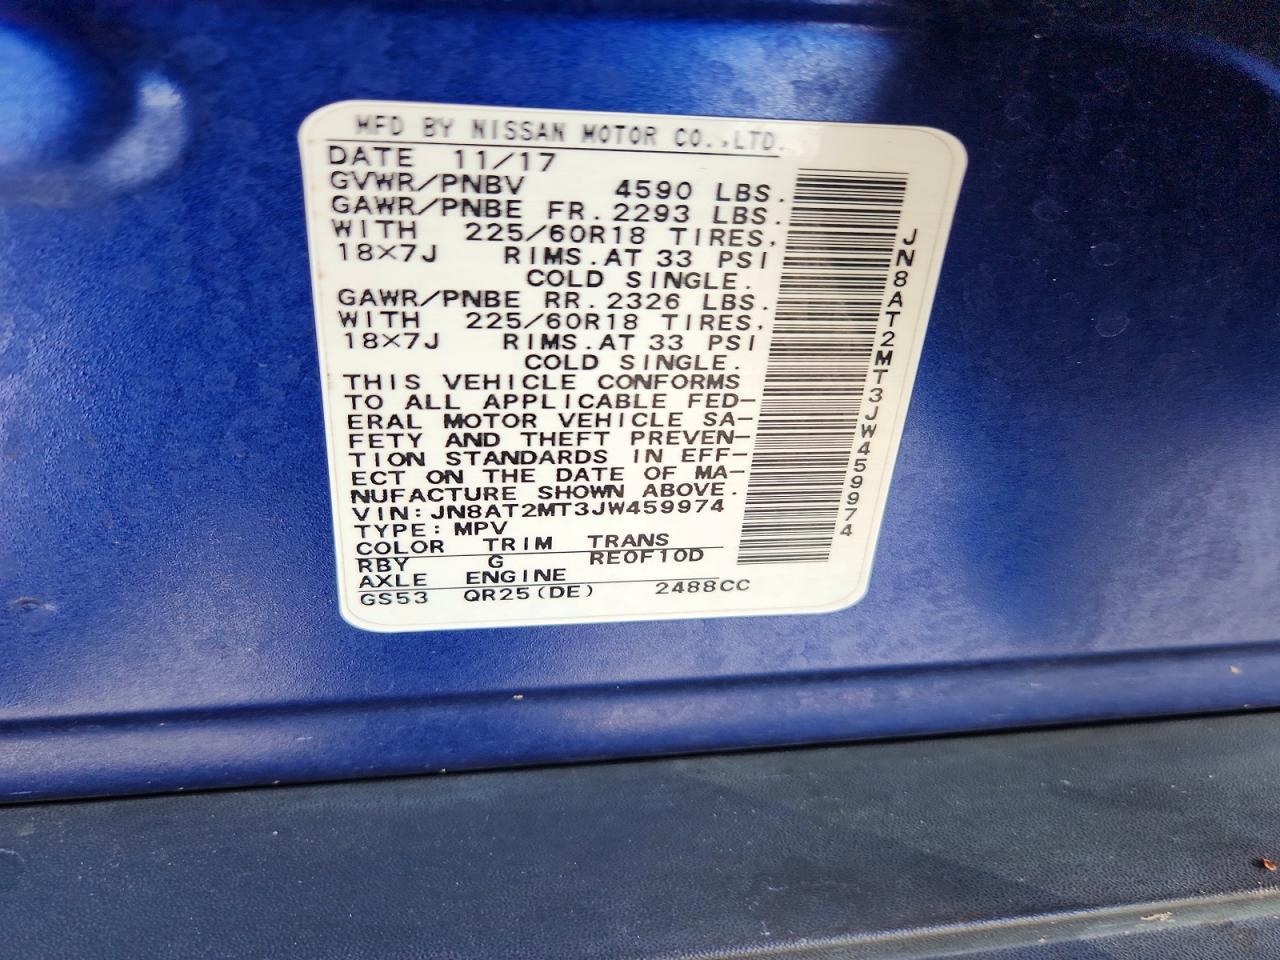 MFD BY NISSAN MOTOR CO.,LTD.
DATE 11/17
GVWR/PNBV 4590 LBS.
GAWR/PNBE FR. 2293 LBS.
WITH 225/60R18 TIRES,
18×7J RIMS.AT 33 PSI
COLD SINGLE.
GAWR/PNBE RR. 2326 LBS.
WITH 225/60R18 TIRES,
18×7J RIMS.AT 33 PSI
COLD SINGLE.
THIS VEHICLE CONFORMS
TO ALL APPLICABLE FED-
ERAL MOTOR VEHICLE SA-
FETY AND THEFT PREVEN-
TION STANDARDS IN EFF-
ECT ON THE DATE OF MA-
NUFACTURE SHOWN ABOVE.
VIN:JN8AT2MT3JW459974
TYPE:MPV
COLOR TRIM TRANS
RBY G RE0F10D
AXLE ENGINE
GS53 QR25(DE) 2488CC
JN8AT2MT3JW459974